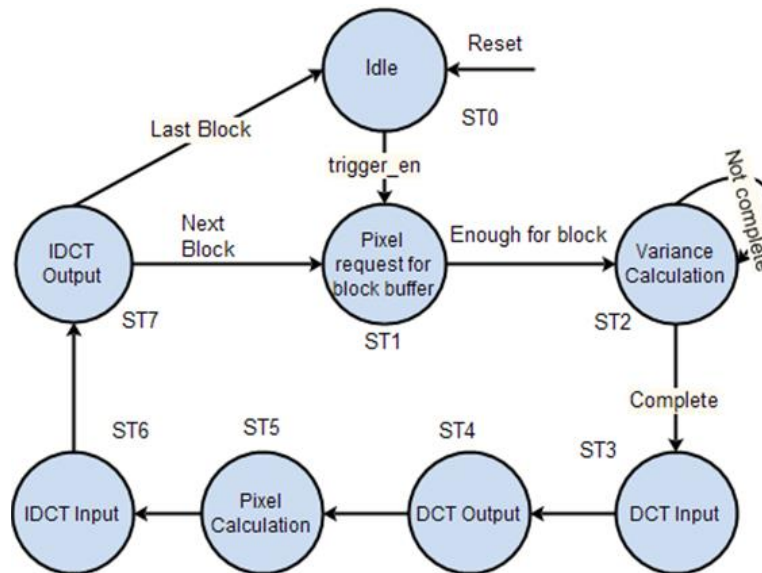 Reset
Idle
ST0
Last Block
trigger_en
Next
Block
Enough for block
Not complete
IDCT
Output
Pixel
request for
block buffer
Variance
Calculation
ST7
ST1
ST2
Complete
ST6
ST5
ST4
ST3
IDCT Input
Pixel
Calculation
DCT Output
DCT Input